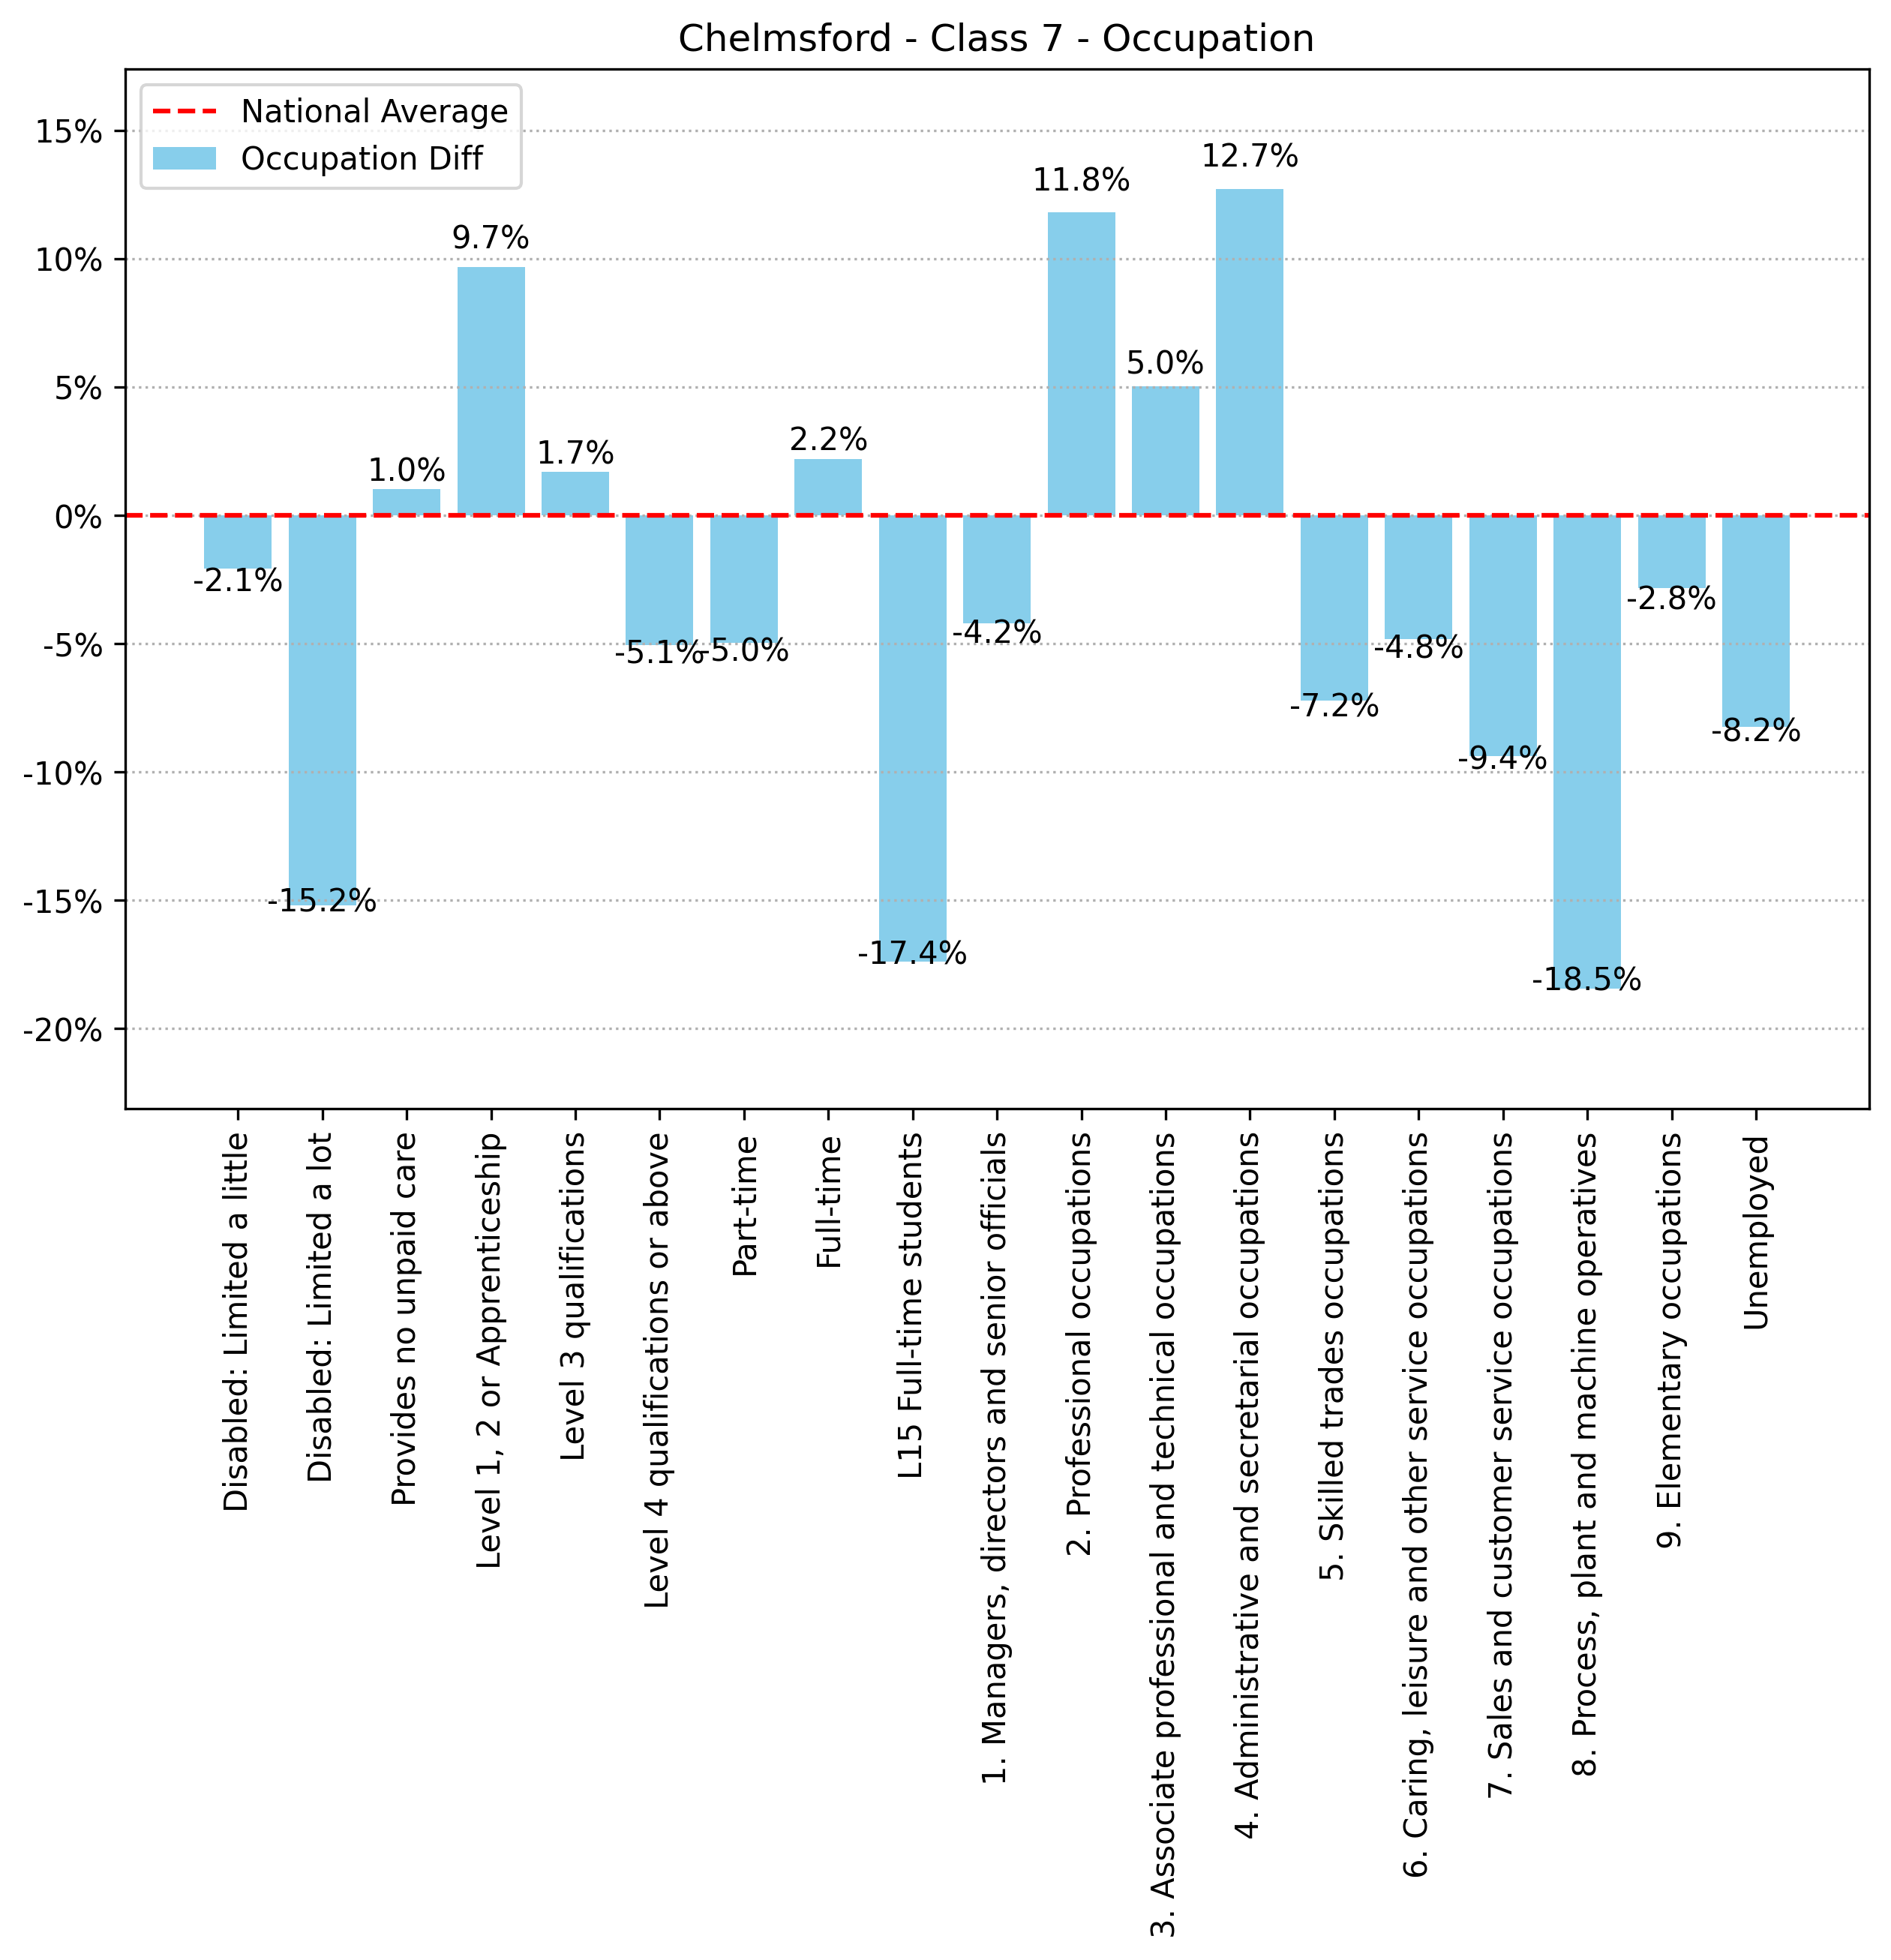 Chelmsford - Class 7 - Occupation
National Average
Occupation Diff
15%
10%
5%
0%
-5%
-10%
-15%
-20%
-2.1%
-15.2%
1.0%
9.7%
1.7%
-5.1%
-5.0%
2.2%
-17.4%
-4.2%
11.8%
5.0%
12.7%
-7.2%
-4.8%
-9.4%
-18.5%
-2.8%
-8.2%
Disabled: Limited a little
Disabled: Limited a lot
Provides no unpaid care
Level 1, 2 or Apprenticeship
Level 3 qualifications
Level 4 qualifications or above
Part-time
Full-time
L15 Full-time students
1. Managers, directors and senior officials
2. Professional occupations
3. Associate professional and technical occupations
4. Administrative and secretarial occupations
5. Skilled trades occupations
6. Caring, leisure and other service occupations
7. Sales and customer service occupations
8. Process, plant and machine operatives
9. Elementary occupations
Unemployed